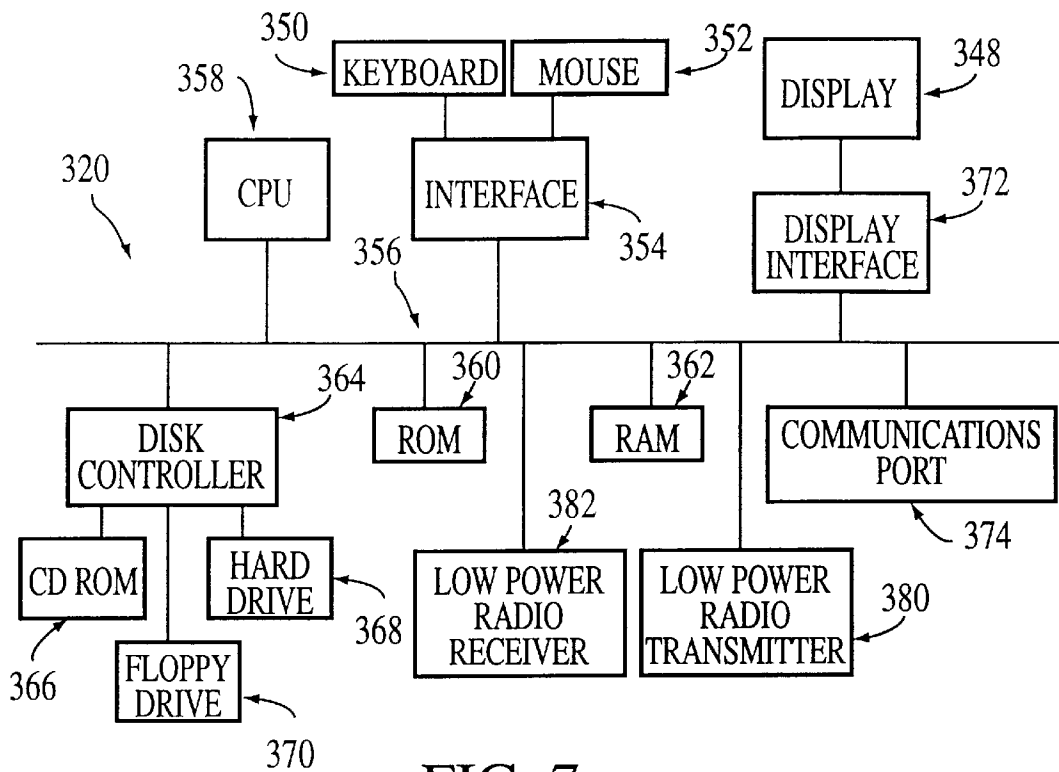 350
KEYBOARD
MOUSE
352
358
DISPLAY
348
CPU
INTERFACE
320
372
354
DISPLAY
INTERFACE
356
364
360
362
DISK
CONTROLLER
ROM
RAM
COMMUNICATIONS
PORT
382
374
CD ROM
HARD
DRIVE
LOW POWER
RADIO
RECEIVER
LOW POWER
RADIO
TRANSMITTER
380
368
366
FLOPPY
DRIVE
370
FIG. 7